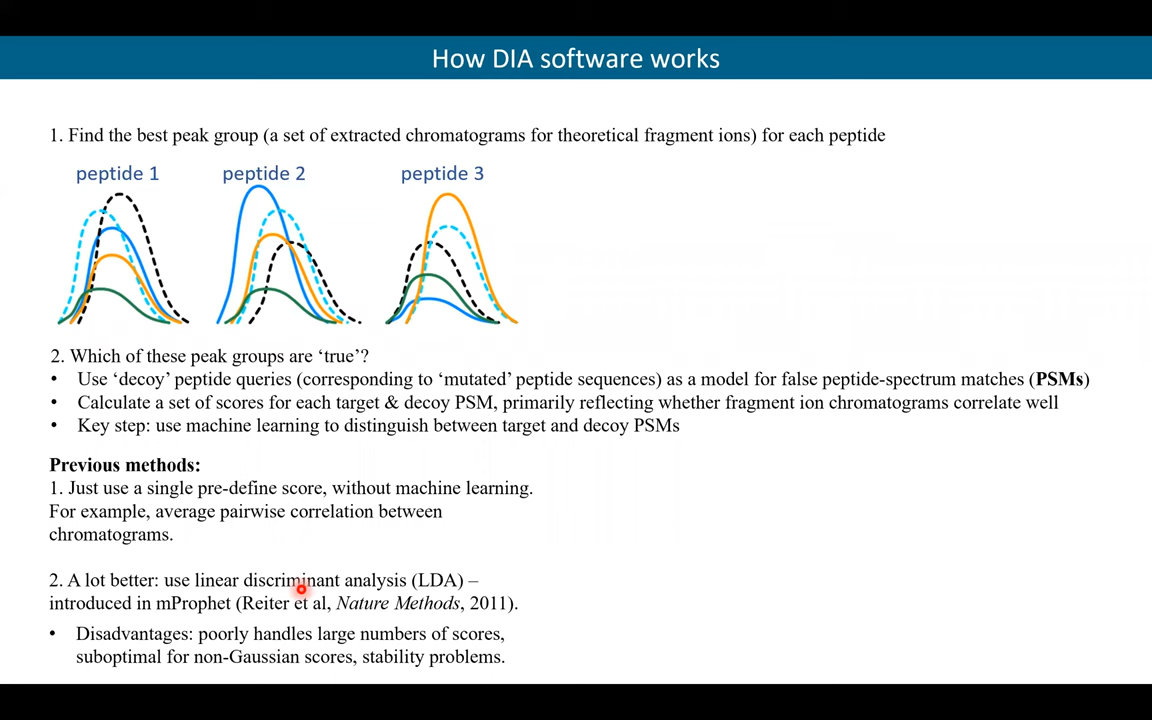 How DIA software works
1. Find the best peak group (a set of extracted chromatograms for theoretical fragment ions) for each peptide
peptide 1 peptide 2 peptide 3
2. Which of these peak groups are ‘true’?
• Use ‘decoy’ peptide queries (corresponding to ‘mutated’ peptide sequences) as a model for false peptide-spectrum matches (PSMs)
• Calculate a set of scores for each target & decoy PSM, primarily reflecting whether fragment ion chromatograms correlate well
• Key step: use machine learning to distinguish between target and decoy PSMs
Previous methods:
1. Just use a single pre-define score, without machine learning.
For example, average pairwise correlation between
chromatograms.
2. A lot better: use linear discriminant analysis (LDA) –
introduced in mProphet (Reiter et al, Nature Methods, 2011).
• Disadvantages: poorly handles large numbers of scores,
suboptimal for non-Gaussian scores, stability problems.